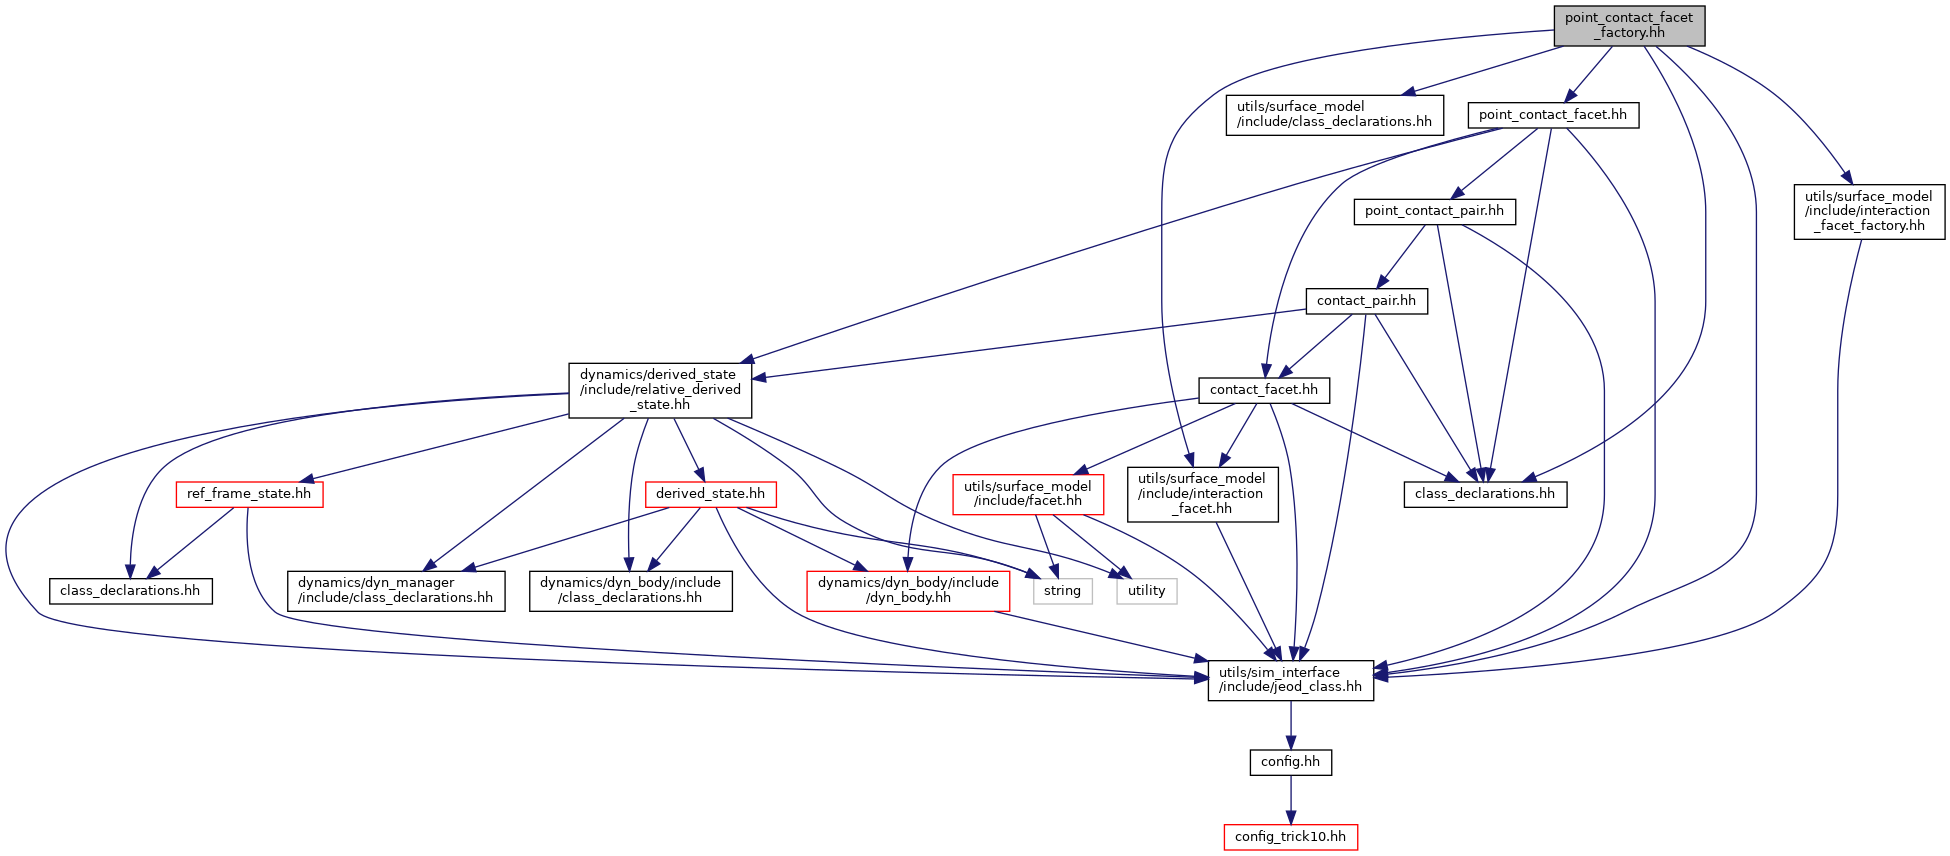 point_contact_facet
_factory.hh
utils/surface_model
/include/class_declarations.hh
point_contact_facet.hh
utils/surface_model
/include/interaction
_facet_factory.hh
point_contact_pair.hh
contact_pair.hh
dynamics/derived_state
/include/relative_derived
_state.hh
contact_facet.hh
ref_frame_state.hh
derived_state.hh
utils/surface_model
/include/facet.hh
utils/surface_model
/include/interaction
_facet.hh
class_declarations.hh
class_declarations.hh
dynamics/dyn_manager
/include/class_declarations.hh
dynamics/dyn_body/include
/class_declarations.hh
dynamics/dyn_body/include
/dyn_body.hh
string
utility
utils/sim_interface
/include/jeod_class.hh
config.hh
config_trick10.hh